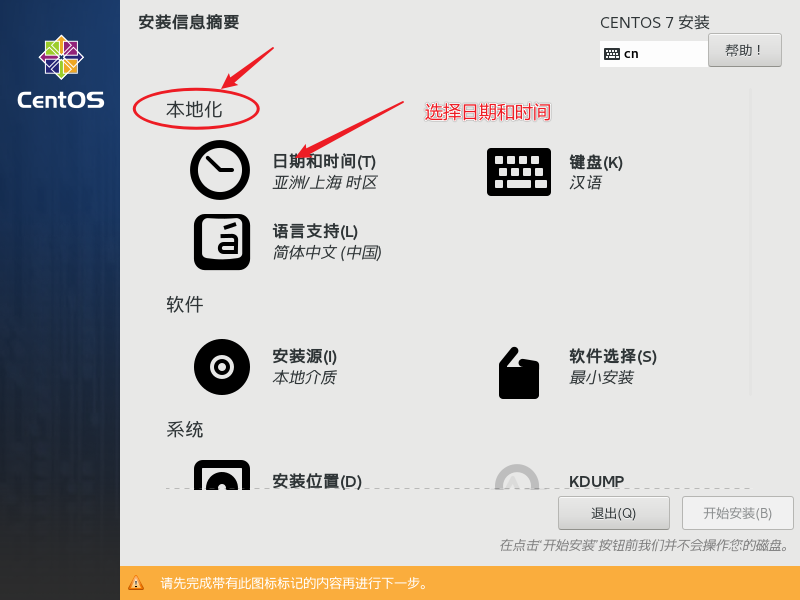 安装信息摘要
CENTOS 7 安装
cn
帮助！
CentOS
本地化
选择日期和时间
日期和时间(T)
亚洲/上海 时区
键盘(K)
汉语
语言支持(L)
简体中文 (中国)
软件
安装源(I)
本地介质
软件选择(S)
最小安装
系统
安装位置(D)
KDUMP
退出(Q)
开始安装(B)
在点击'开始安装'按钮前我们并不会操作您的磁盘。
请先完成带有此图标标记的内容再进行下一步。